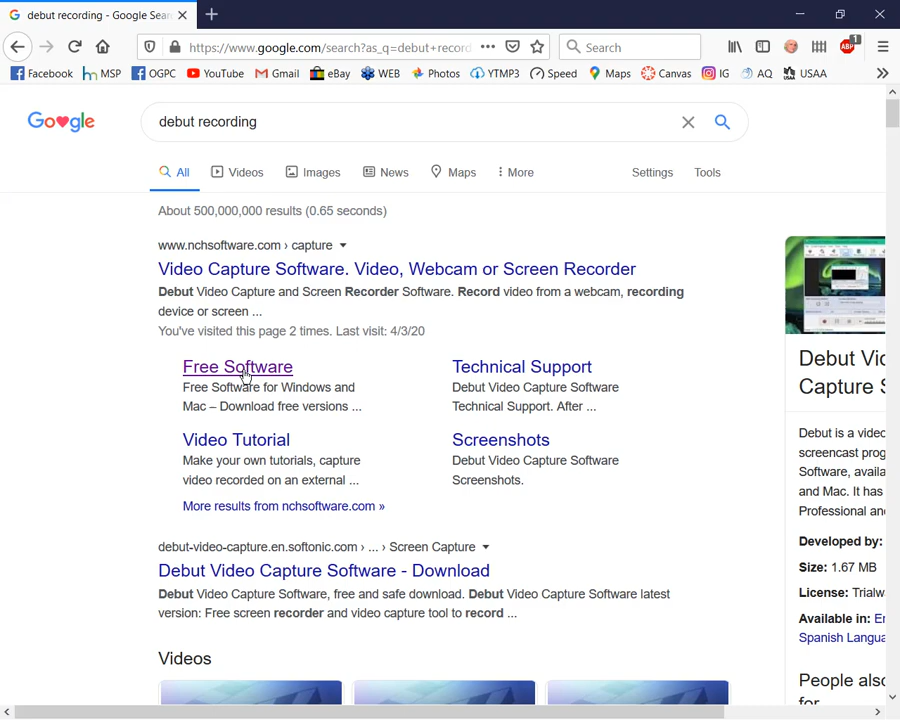 debut recording - Google Sear
https://www.google.com/search?as_q=debut+record
Search
1
ABP
Facebook MSP OGPC YouTube Gmail eBay WEB Photos YTMP3 Speed Maps Canvas IG AQ USAA
Google
debut recording
All Videos Images News Maps More Settings Tools
About 500,000,000 results (0.65 seconds)
www.nchsoftware.com › capture
Video Capture Software. Video, Webcam or Screen Recorder
Debut Video Capture and Screen Recorder Software. Record video from a webcam, recording
device or screen ...
You've visited this page 2 times. Last visit: 4/3/20
Free Software
Free Software for Windows and
Mac – Download free versions ...
Technical Support
Debut Video Capture Software
Technical Support. After ...
Video Tutorial
Make your own tutorials, capture
video recorded on an external ...
Screenshots
Debut Video Capture Software
Screenshots.
More results from nchsoftware.com »
debut-video-capture.en.softonic.com › ... › Screen Capture
Debut Video Capture Software - Download
Debut Video Capture Software, free and safe download. Debut Video Capture Software latest
version: Free screen recorder and video capture tool to record ...
Videos
Debut Vic
Capture S
Debut is a video
screencast prog
Software, availa
and Mac. It has
Professional an
Developed by:
Size: 1.67 MB
License: Trialw
Available in: En
Spanish Langua
People also
for